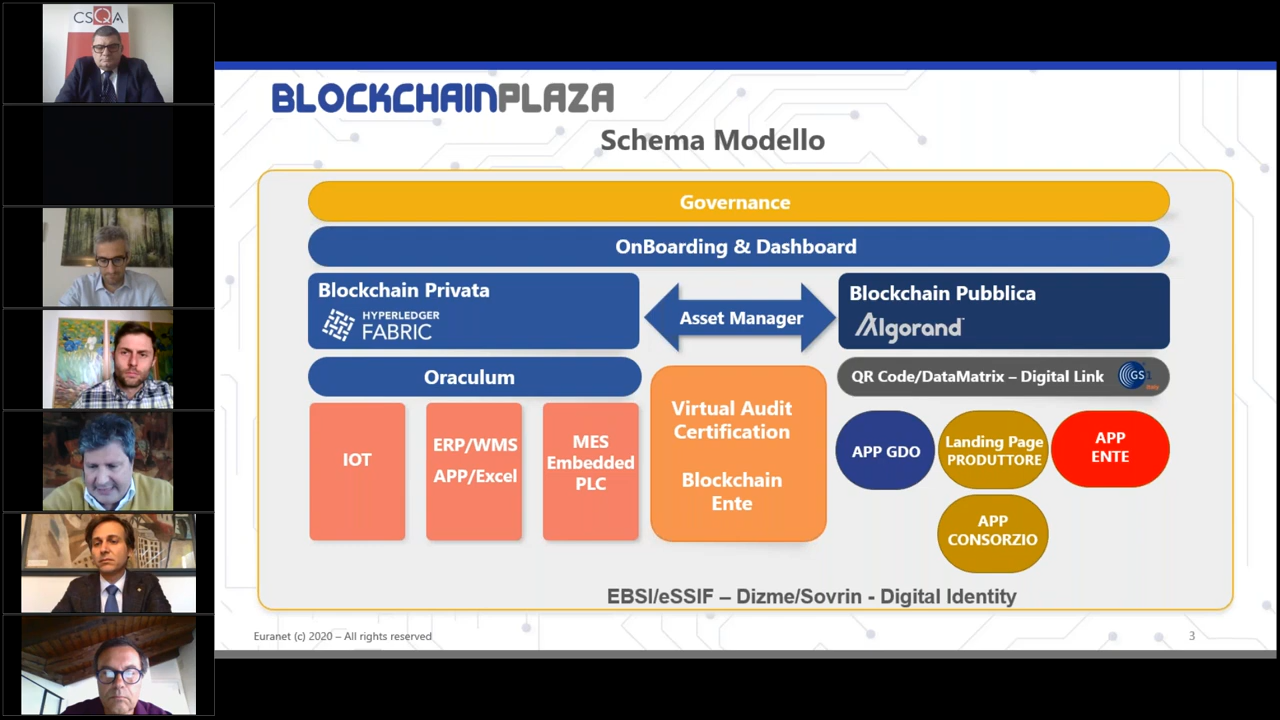 CSQA
BLOCKCHAINPLAZA
Schema Modello
Governance
OnBoarding & Dashboard
Blockchain Privata
HYPERLEDGER
FABRIC
Asset Manager
Blockchain Pubblica
Algorand
Oraculum
QR Code/DataMatrix – Digital Link
GS1
Italy
IOT
ERP/WMS
APP/Excel
MES
Embedded
PLC
Virtual Audit
Certification
Blockchain
Ente
APP GDO
Landing Page
PRODUTTORE
APP
ENTE
APP
CONSORZIO
EBSI/eSSIF – Dizme/Sovrin - Digital Identity
Euranet (c) 2020 – All rights reserved
3